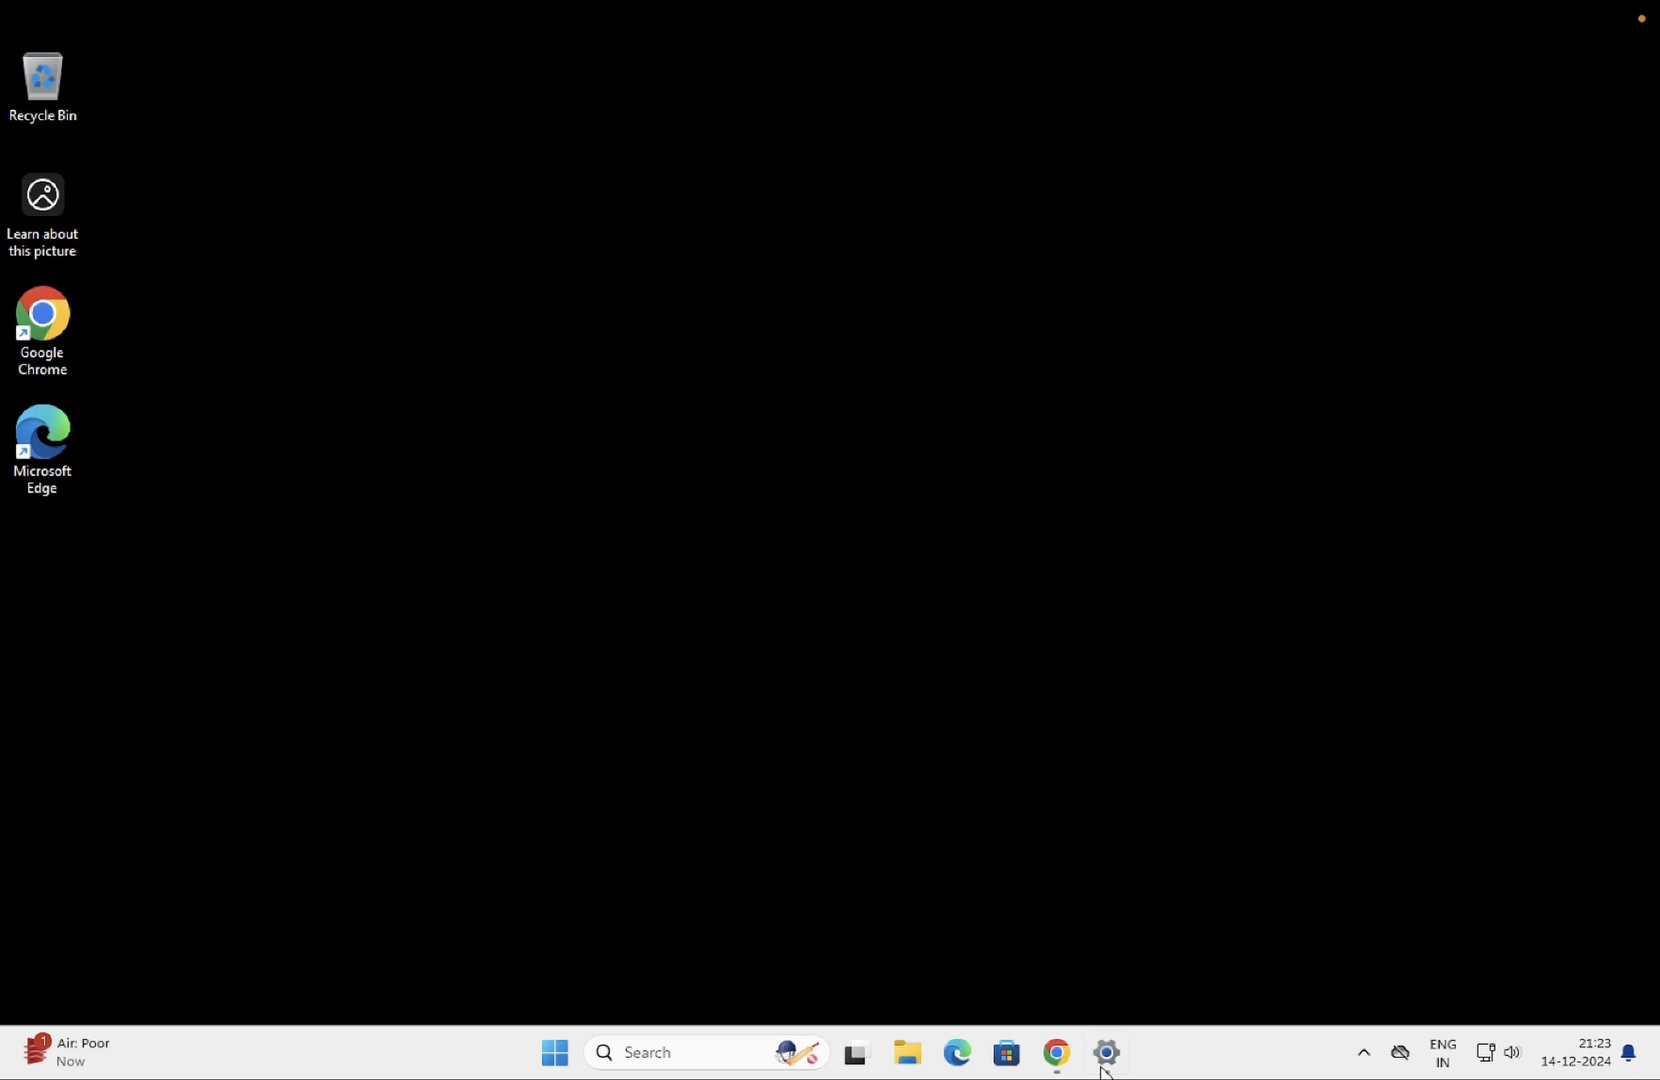 Recycle Bin
Learn about
this picture
Google
Chrome
Microsoft
Edge
1
Air: Poor
Now
Search
ENG
IN
21:23
14-12-2024